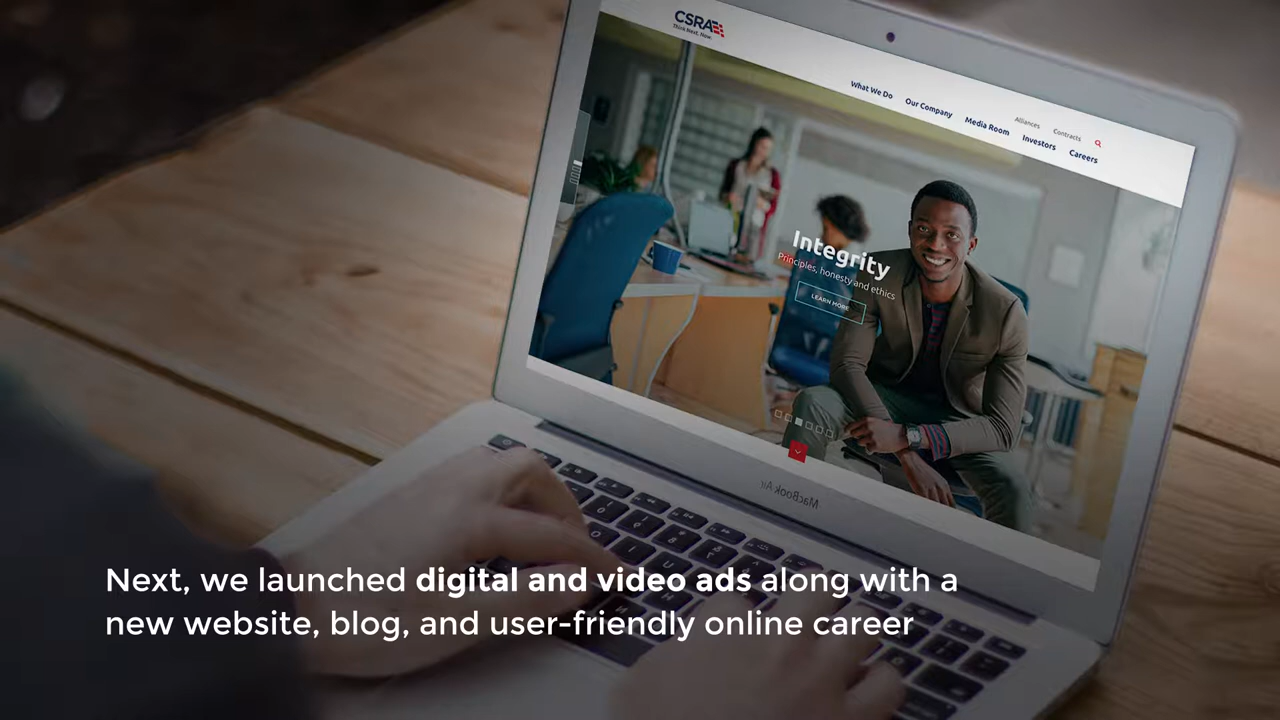 CSRA
Think Next. Now.
Alliances Contracts
What We Do Our Company Media Room Investors Careers
Integrity
Principles, honesty and ethics
LEARN MORE
MacBook Air
Next, we launched digital and video ads along with a
new website, blog, and user-friendly online career